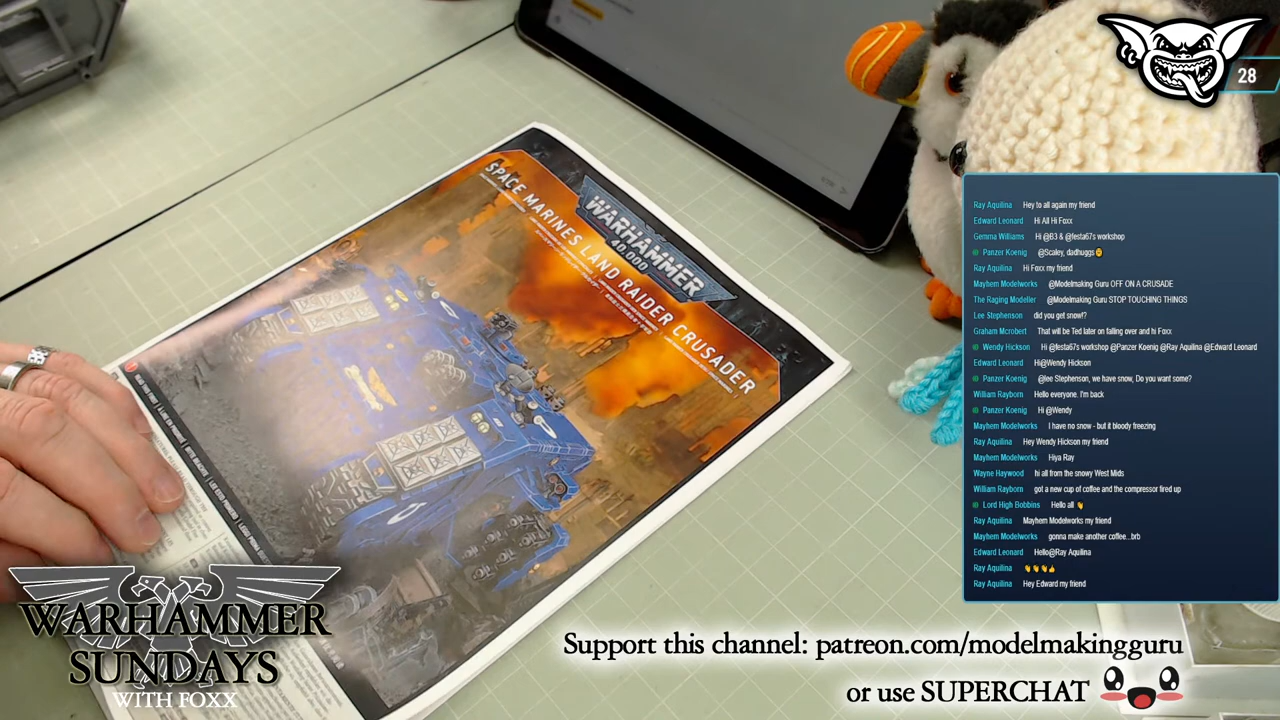 28
SPACE MARINES LAND RAIDER CRUSADER
WARHAMMER
40,000
Ray Aquilina Hey to all again my friend
Edward Leonard Hi All Hi Foxx
Gemma Williams Hi @B3 & @festa67s workshop
Panzer Koenig @Scaley, dadhuggs
Ray Aquilina Hi Foxx my friend
Mayhem Modelworks @Modelmaking Guru OFF ON A CRUSADE
The Raging Modeller @Modelmaking Guru STOP TOUCHING THINGS
Lee Stephenson did you get snow!?
Graham Mcrobert That will be Ted later on falling over and hi Foxx
Wendy Hickson Hi @festa67s workshop @Panzer Koenig @Ray Aquilina @Edward Leonard
Edward Leonard Hi@Wendy Hickson
Panzer Koenig @lee Stephenson, we have snow, Do you want some?
William Rayborn Hello everyone. I'm back
Panzer Koenig Hi @Wendy
Mayhem Modelworks I have no snow - but it bloody freezing
Ray Aquilina Hey Wendy Hickson my friend
Mayhem Modelworks Hiya Ray
Wayne Haywood hi all from the snowy West Mids
William Rayborn got a new cup of coffee and the compressor fired up
Lord High Bobbins Hello all 👋
Ray Aquilina Mayhem Modelworks my friend
Mayhem Modelworks gonna make another coffee...brb
Edward Leonard Hello@Ray Aquilina
Ray Aquilina 👋👋👋👍
Ray Aquilina Hey Edward my friend
WARHAMMER
SUNDAYS
WITH FOXX
Support this channel: patreon.com/modelmakingguru
or use SUPERCHAT